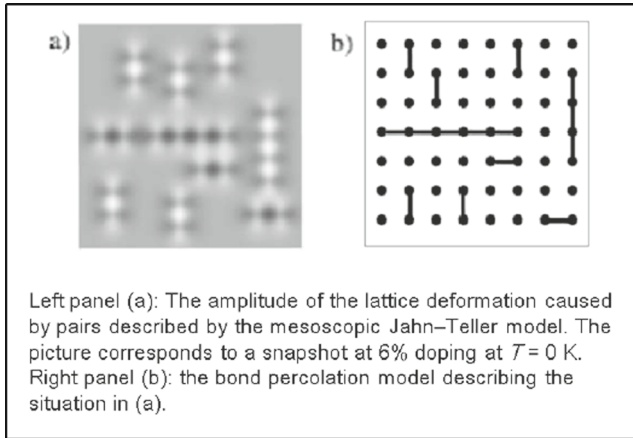 a)
b)
Left panel (a): The amplitude of the lattice deformation caused
by pairs described by the mesoscopic Jahn–Teller model. The
picture corresponds to a snapshot at 6% doping at T = 0 K.
Right panel (b): the bond percolation model describing the
situation in (a).